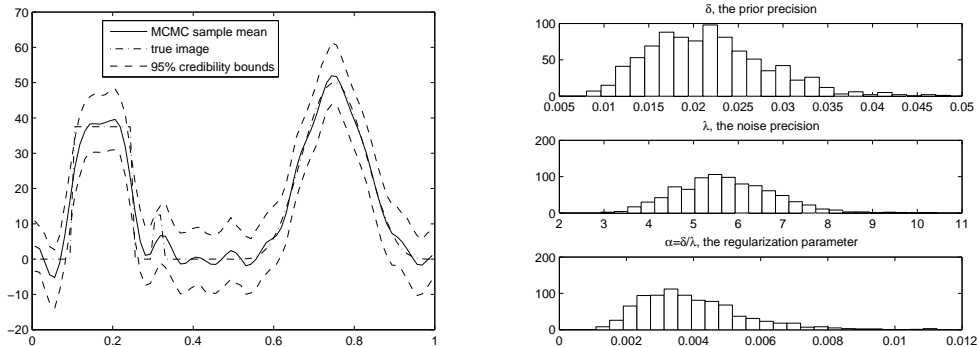 70
60
50
40
30
20
10
0
−10
−20
0 0.2 0.4 0.6 0.8 1
MCMC sample mean
true image
95% credibility bounds
δ, the prior precision
100
50
0
0.005 0.01 0.015 0.02 0.025 0.03 0.035 0.04 0.045 0.05
λ, the noise precision
200
100
0
2 3 4 5 6 7 8 9 10 11
α=δ/λ, the regularization parameter
200
100
0
0 0.002 0.004 0.006 0.008 0.01 0.012